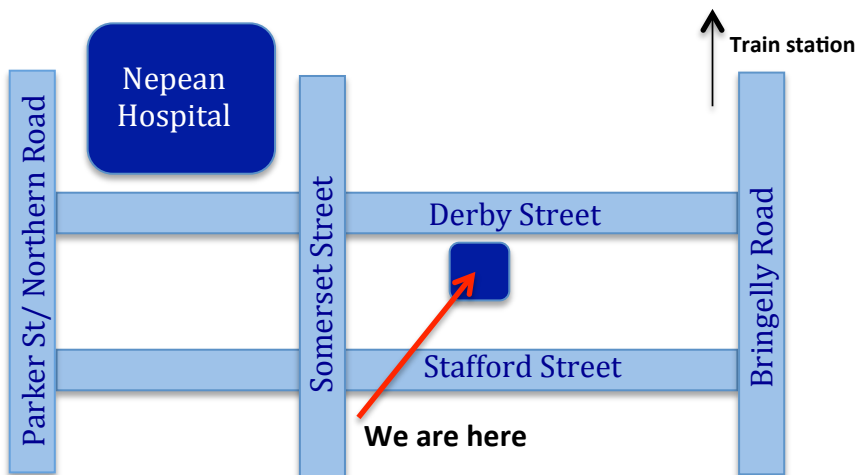 Train station
Nepean
Hospital
Parker St/ Northern Road
Somerset Street
Derby Street
Bringelly Road
Stafford Street
We are here